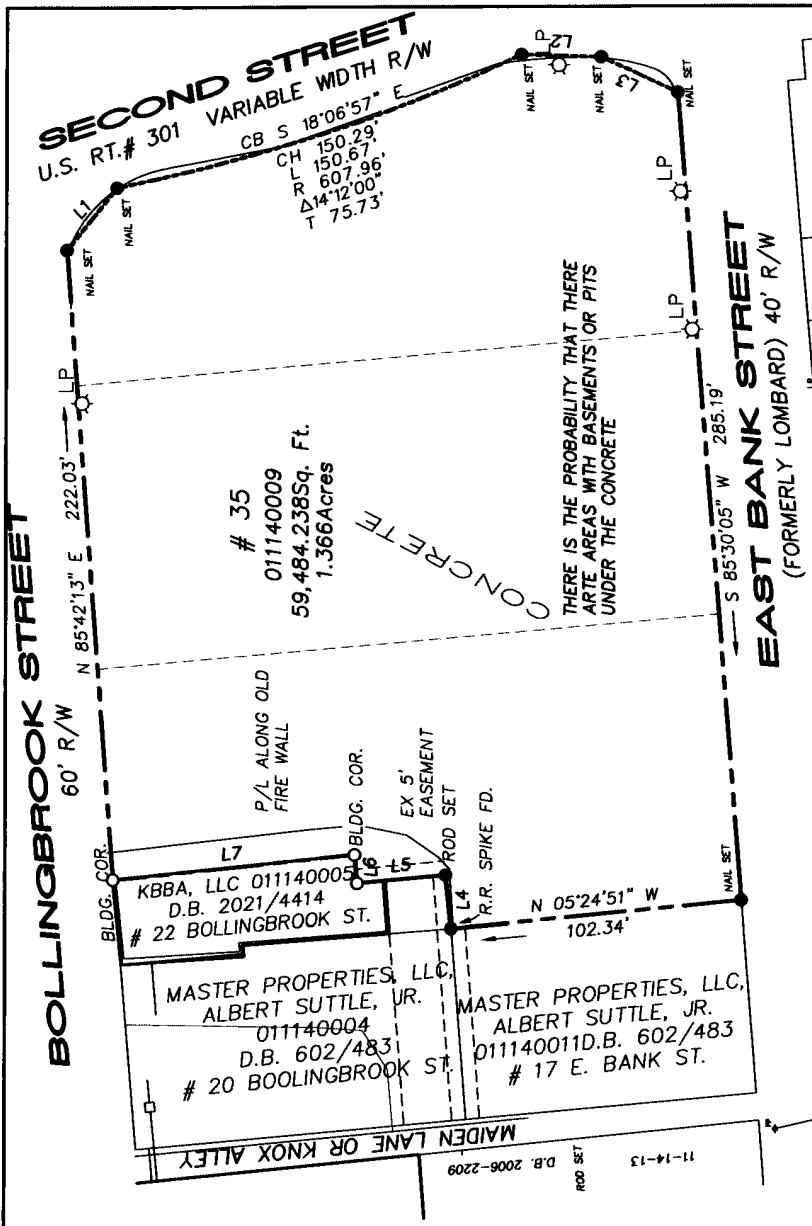 SECOND STREET
U.S. RT.# 301 VARIABLE WIDTH R/W
L1
NAIL SET
NAIL SET
CB S 18°06'57" E
CH 150.29'
L 150.67'
R 607.96'
Δ14°12'00"
T 75.73'
LP
L2
NAIL SET
NAIL SET
L3
NAIL SET
LP
LP
LP
BOLLINGBROOK STREET
60' R/W
N 85°42'13" E 222.03'
# 35
011140009
59,484.238Sq. Ft.
1.366Acres
CONCRETE
THERE IS THE PROBABILITY THAT THERE
ARTE AREAS WITH BASEMENTS OR PITS
UNDER THE CONCRETE
S 85°30'05" W 285.19'
EAST BANK STREET
(FORMERLY LOMBARD) 40' R/W
P/L ALONG OLD
FIRE WALL
EX 5'
EASEMENT
BLDG. COR.
BLDG. COR.
ROD SET
R.R. SPIKE FD.
L7
L6
L5
L4
KBBA, LLC 011140005
D.B. 2021/4414
# 22 BOLLINGBROOK ST.
N 05°24'51" W
102.34'
NAIL SET
MASTER PROPERTIES, LLC,
ALBERT SUTTLE, JR.
011140004
D.B. 602/483
# 20 BOOLINGBROOK ST.
MASTER PROPERTIES, LLC,
ALBERT SUTTLE, JR.
011140011D.B. 602/483
# 17 E. BANK ST.
MAIDEN LANE OR KNOX ALLEY
D.B. 2006-2209
ROD SET
11-14-13